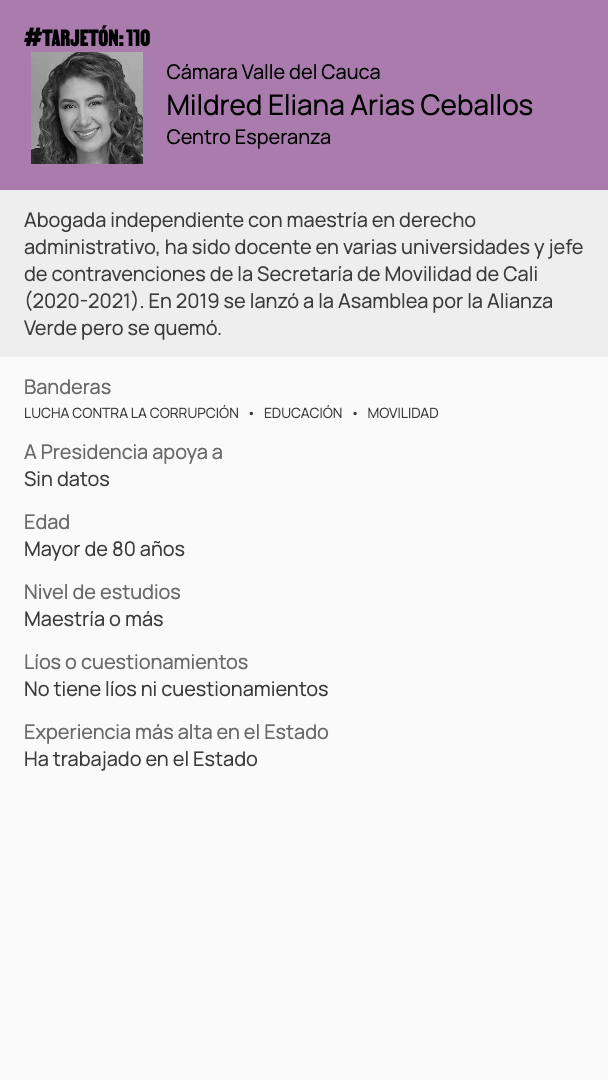 #TARJETÓN: 110
Cámara Valle del Cauca
Mildred Eliana Arias Ceballos
Centro Esperanza
Abogada independiente con maestría en derecho
administrativo, ha sido docente en varias universidades y jefe
de contravenciones de la Secretaría de Movilidad de Cali
(2020-2021). En 2019 se lanzó a la Asamblea por la Alianza
Verde pero se quemó.
Banderas
LUCHA CONTRA LA CORRUPCIÓN • EDUCACIÓN • MOVILIDAD
A Presidencia apoya a
Sin datos
Edad
Mayor de 80 años
Nivel de estudios
Maestría o más
Líos o cuestionamientos
No tiene líos ni cuestionamientos
Experiencia más alta en el Estado
Ha trabajado en el Estado